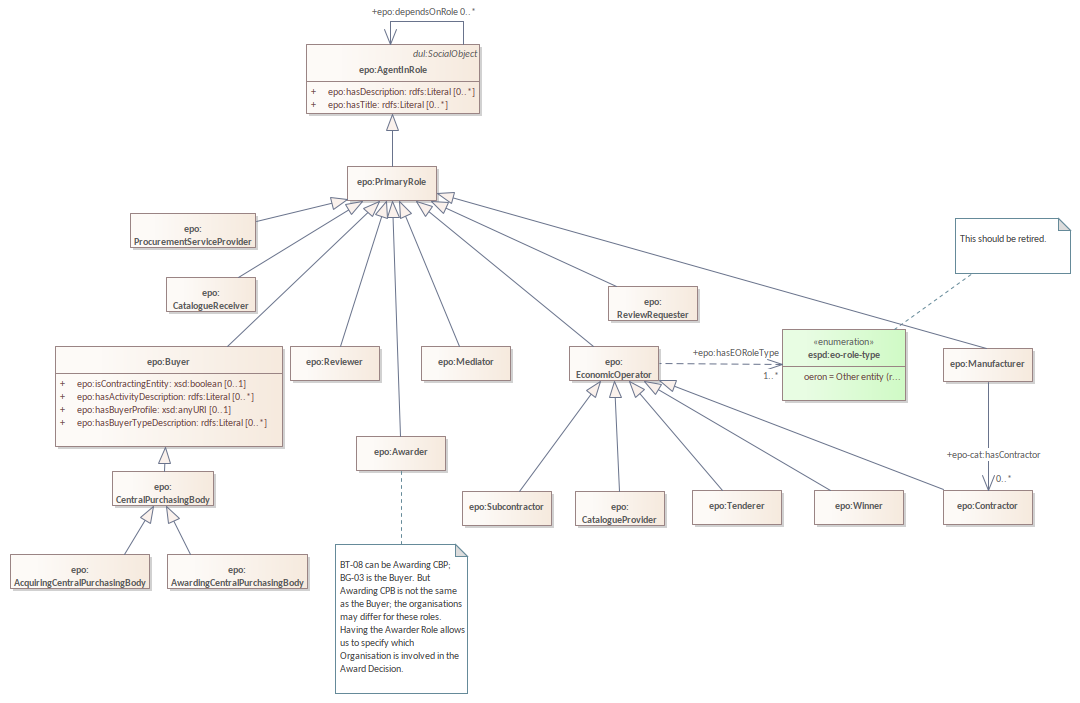 +epo:dependsOnRole 0..*
dul:SocialObject
epo:AgentInRole
+ epo:hasDescription: rdfs:Literal [0..*]
+ epo:hasTitle: rdfs:Literal [0..*]
epo:PrimaryRole
epo:
ProcurementServiceProvider
This should be retired.
epo:
CatalogueReceiver
epo:
ReviewRequester
epo:Buyer
+ epo:isContractingEntity: xsd:boolean [0..1]
+ epo:hasActivityDescription: rdfs:Literal [0..*]
+ epo:hasBuyerProfile: xsd:anyURI [0..1]
+ epo:hasBuyerTypeDescription: rdfs:Literal [0..*]
epo:Reviewer
epo:Mediator
epo:
EconomicOperator
+epo:hasEORoleType
1..*
«enumeration»
espd:eo-role-type
oeron = Other entity (r...
epo:Manufacturer
epo:Awarder
+epo-cat:hasContractor
0..*
epo:
CentralPurchasingBody
epo:Subcontractor
epo:
CatalogueProvider
epo:Tenderer
epo:Winner
epo:Contractor
epo:
AcquiringCentralPurchasingBody
epo:
AwardingCentralPurchasingBody
BT-08 can be Awarding CBP;
BG-03 is the Buyer. But
Awarding CPB is not the same
as the Buyer; the organisations
may differ for these roles.
Having the Awarder Role allows
us to specify which
Organisation is involved in the
Award Decision.